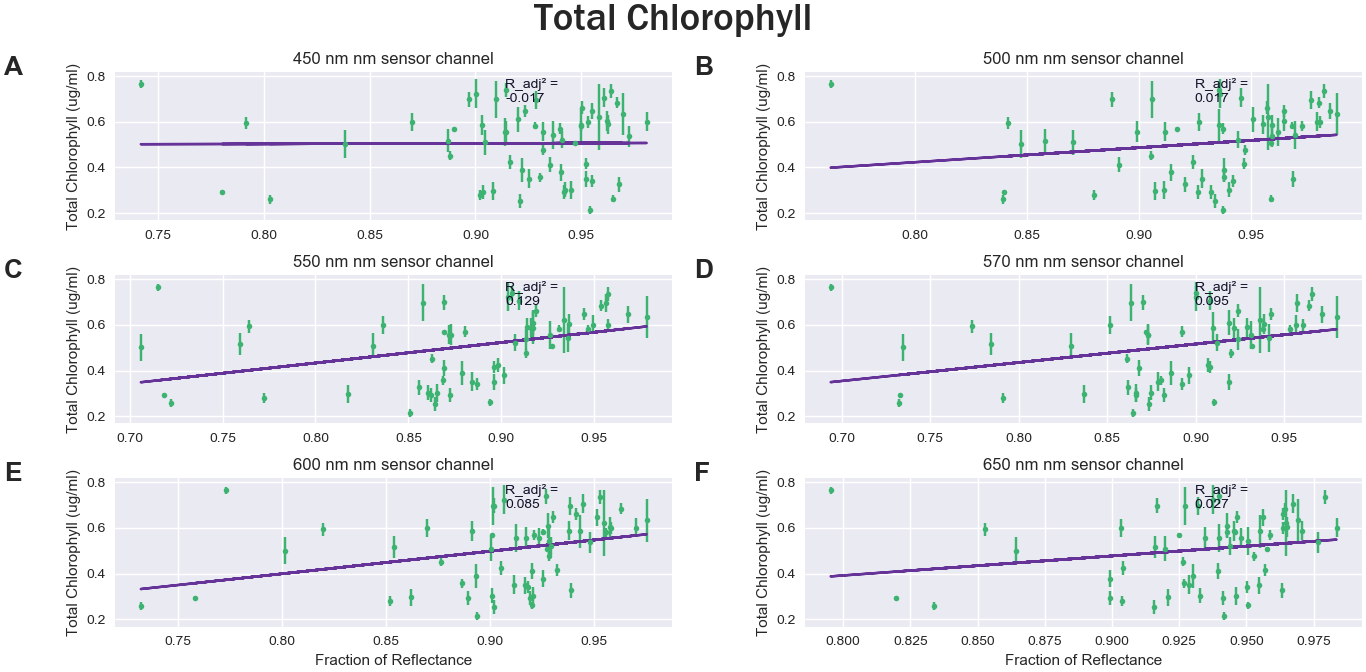 Total Chlorophyll
A
450 nm nm sensor channel
Total Chlorophyll (ug/ml)
0.8
0.6
0.4
0.2
R_adj² =
-0.017
0.75
0.80
0.85
0.90
0.95
B
500 nm nm sensor channel
Total Chlorophyll (ug/ml)
0.8
0.6
0.4
0.2
R_adj² =
0.017
0.80
0.85
0.90
0.95
C
550 nm nm sensor channel
Total Chlorophyll (ug/ml)
0.8
0.6
0.4
0.2
R_adj² =
0.129
0.70
0.75
0.80
0.85
0.90
0.95
D
570 nm nm sensor channel
Total Chlorophyll (ug/ml)
0.8
0.6
0.4
0.2
R_adj² =
0.095
0.70
0.75
0.80
0.85
0.90
0.95
E
600 nm nm sensor channel
Total Chlorophyll (ug/ml)
0.8
0.6
0.4
0.2
R_adj² =
0.085
0.75
0.80
0.85
0.90
0.95
Fraction of Reflectance
F
650 nm nm sensor channel
Total Chlorophyll (ug/ml)
0.8
0.6
0.4
0.2
R_adj² =
0.027
0.800
0.825
0.850
0.875
0.900
0.925
0.950
0.975
Fraction of Reflectance